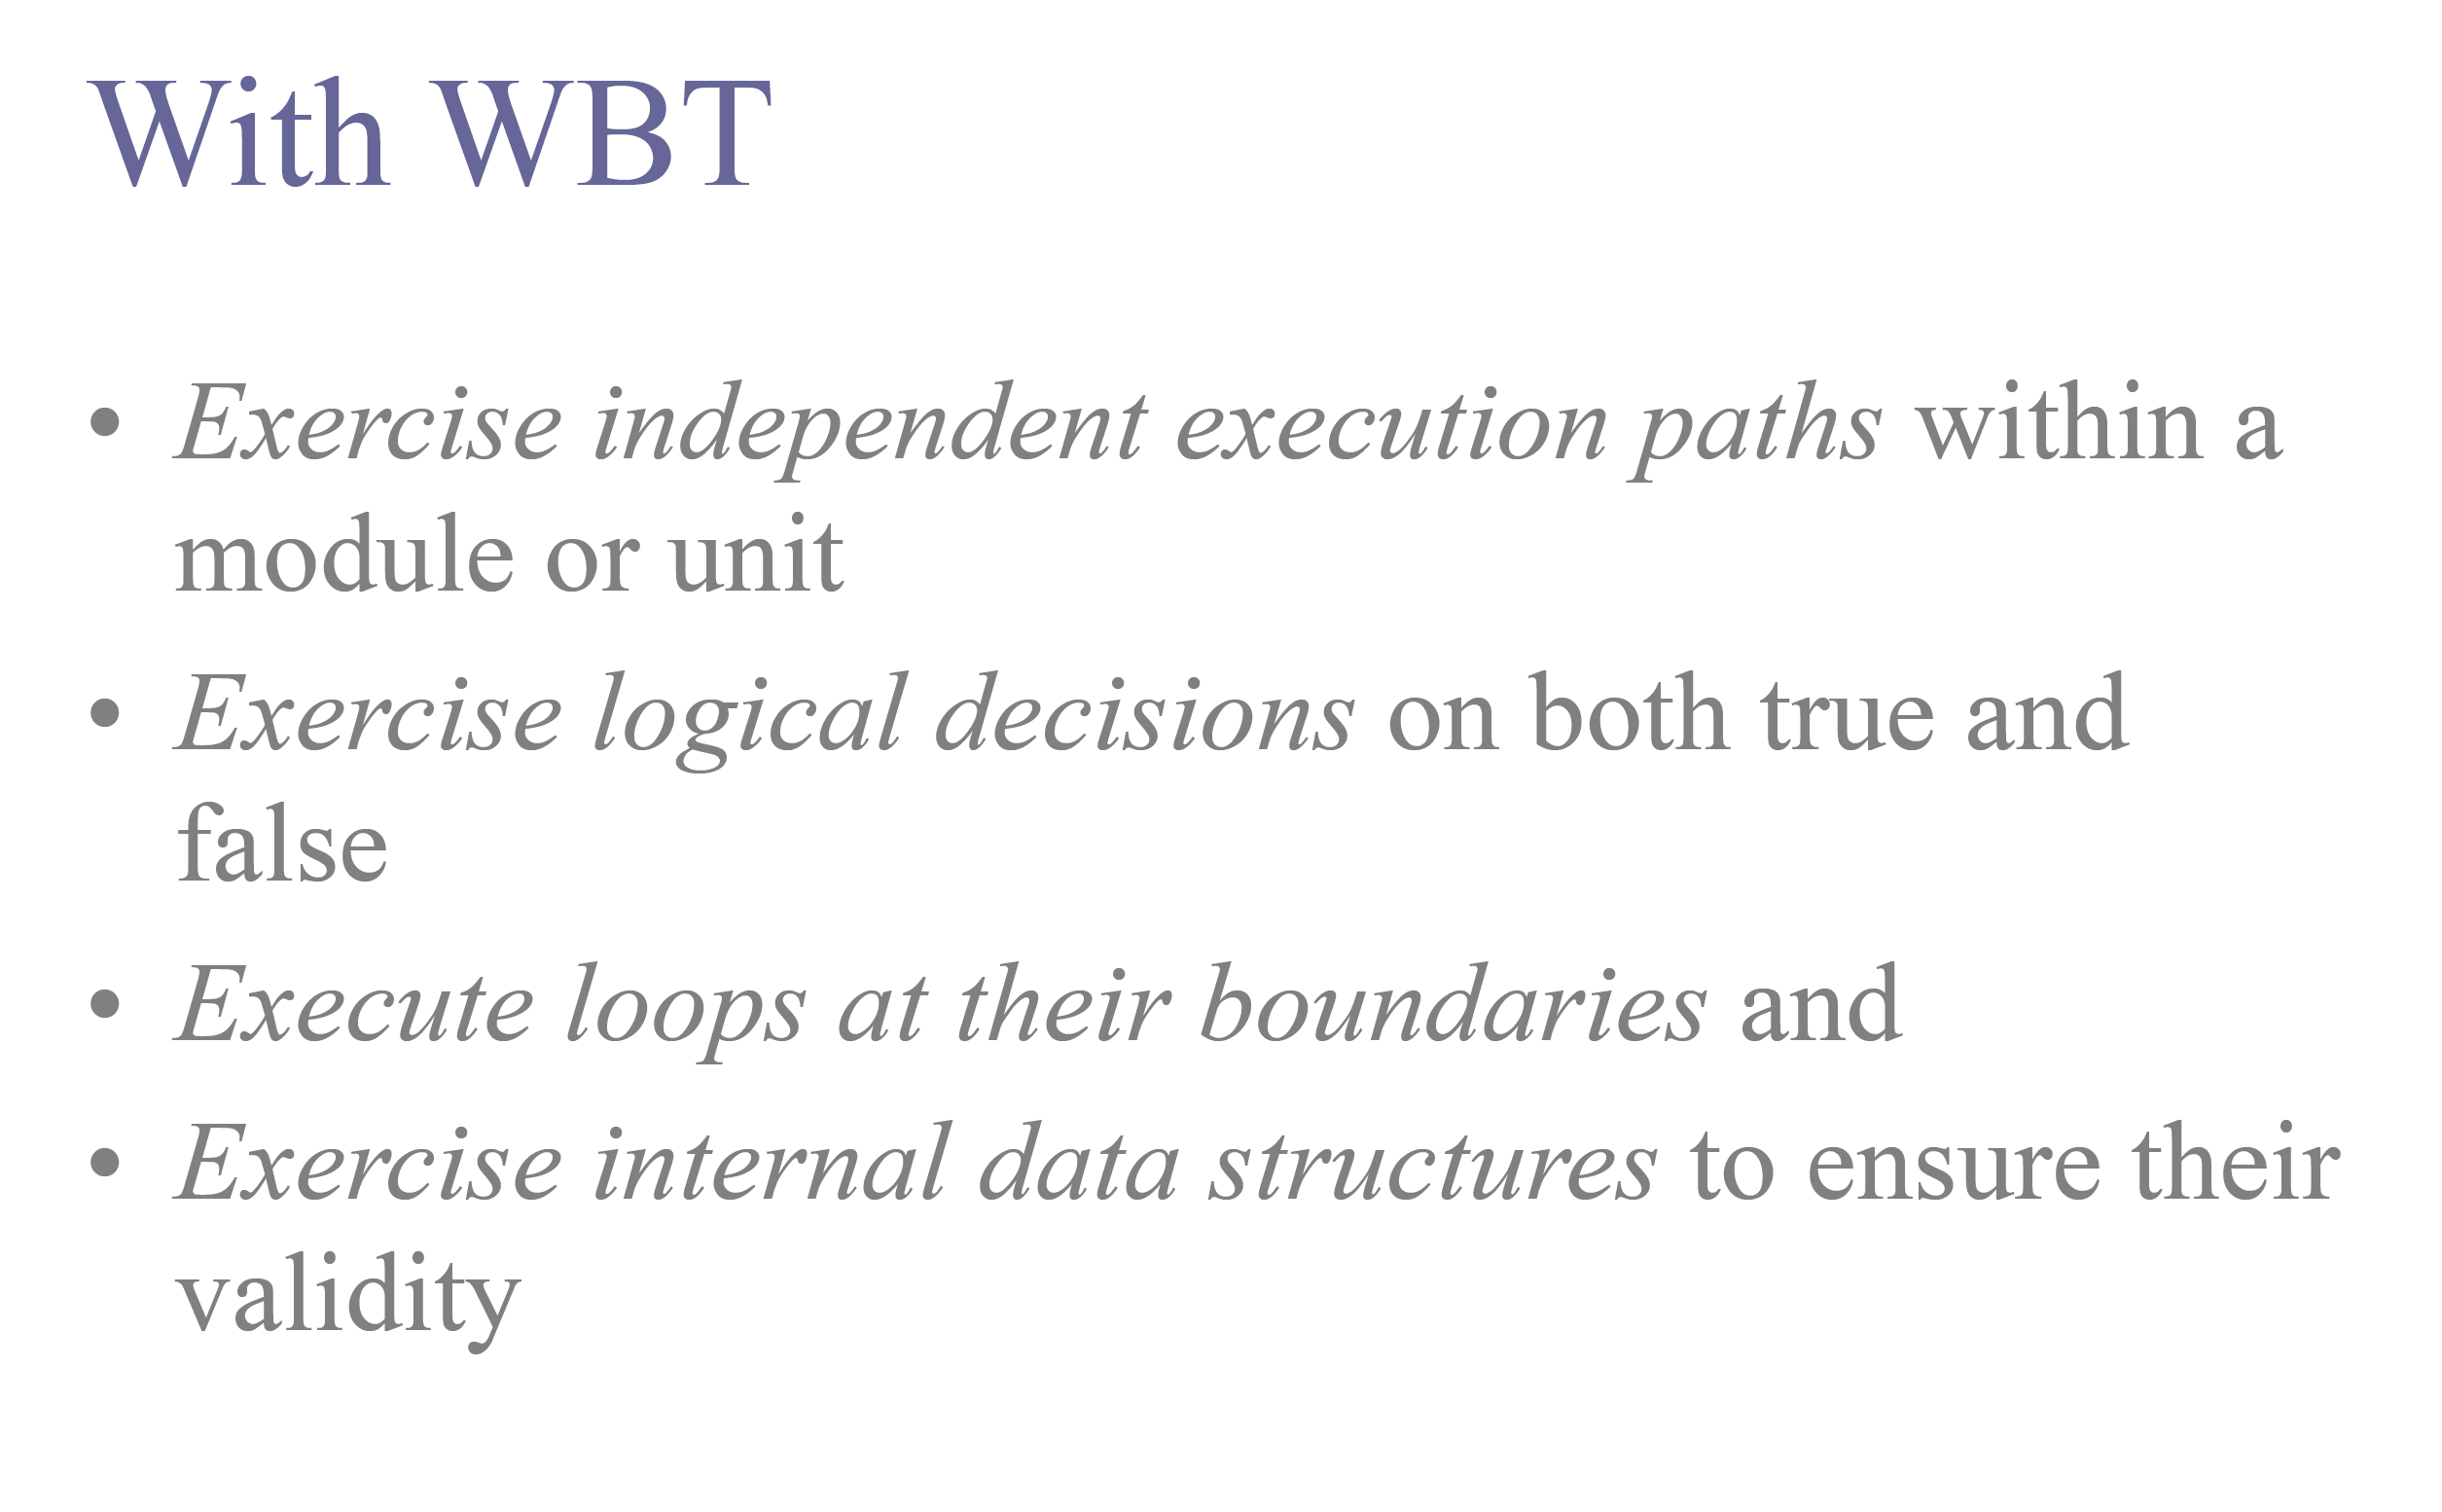 With WBT
• Exercise independent execution paths within a
module or unit
• Exercise logical decisions on both true and
false
• Execute loops at their boundaries and
• Exercise internal data structures to ensure their
validity